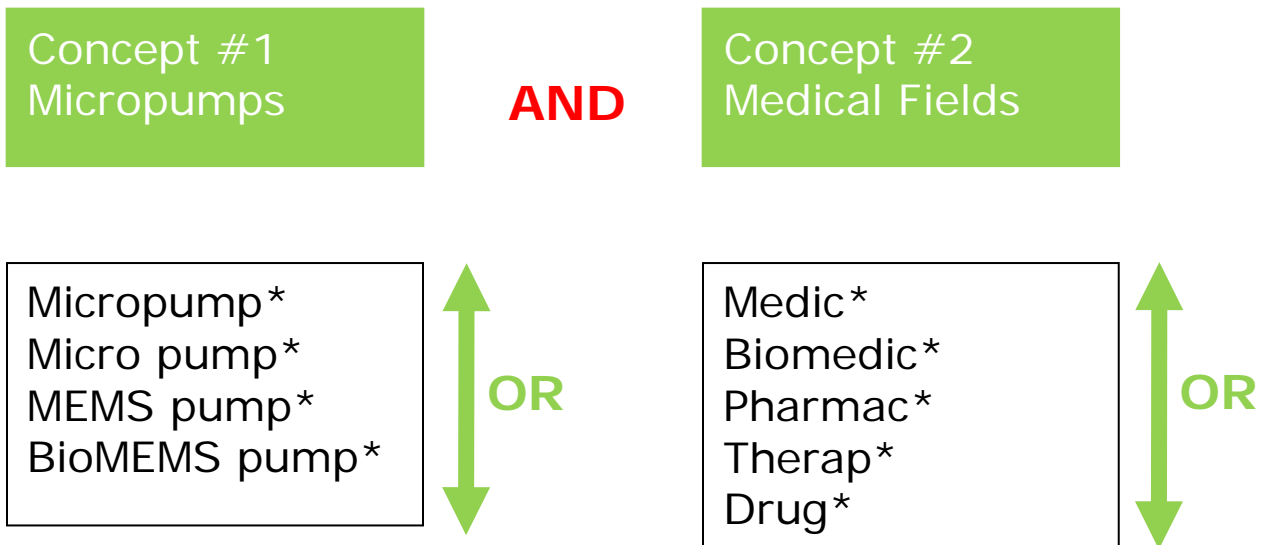 Concept #1
Micropumps
AND
Concept #2
Medical Fields
Micropump*
Micro pump*
MEMS pump*
BioMEMS pump*
OR
Medic*
Biomedic*
Pharmac*
Therap*
Drug*
OR